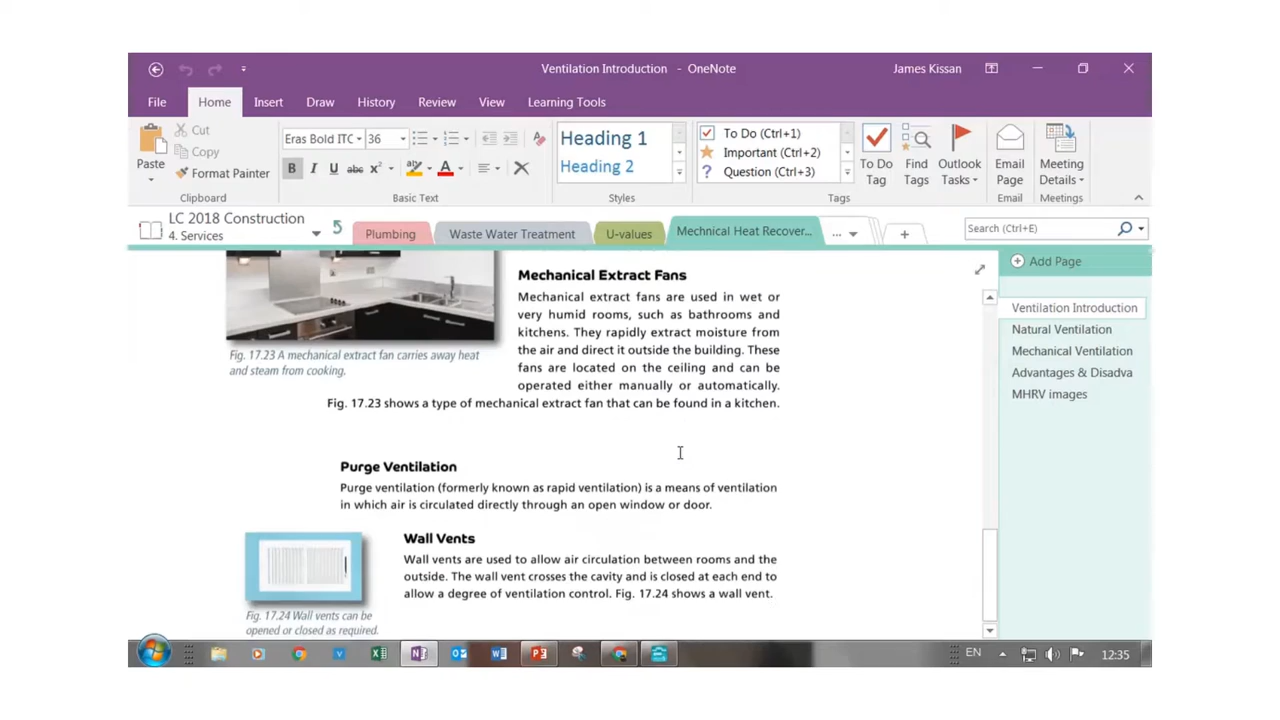 Ventilation Introduction - OneNote
James Kissan
File
Home
Insert
Draw
History
Review
View
Learning Tools
Paste
Cut
Copy
Format Painter
Clipboard
Eras Bold ITC
36
B I U abc x²
A
Basic Text
Heading 1
Heading 2
Styles
To Do (Ctrl+1)
Important (Ctrl+2)
Question (Ctrl+3)
To Do
Tag
Find
Tags
Outlook
Tasks
Tags
Email
Page
Email
Meeting
Details
Meetings
LC 2018 Construction
4. Services
Plumbing
Waste Water Treatment
U-values
Mechnical Heat Recover...
...
Search (Ctrl+E)
Add Page
Ventilation Introduction
Natural Ventilation
Mechanical Ventilation
Advantages & Disadva
MHRV images
Fig. 17.23 A mechanical extract fan carries away heat
and steam from cooking.
Mechanical Extract Fans
Mechanical extract fans are used in wet or
very humid rooms, such as bathrooms and
kitchens. They rapidly extract moisture from
the air and direct it outside the building. These
fans are located on the ceiling and can be
operated either manually or automatically.
Fig. 17.23 shows a type of mechanical extract fan that can be found in a kitchen.
Purge Ventilation
Purge ventilation (formerly known as rapid ventilation) is a means of ventilation
in which air is circulated directly through an open window or door.
Wall Vents
Wall vents are used to allow air circulation between rooms and the
outside. The wall vent crosses the cavity and is closed at each end to
allow a degree of ventilation control. Fig. 17.24 shows a wall vent.
Fig. 17.24 Wall vents can be
opened or closed as required.
EN
12:35